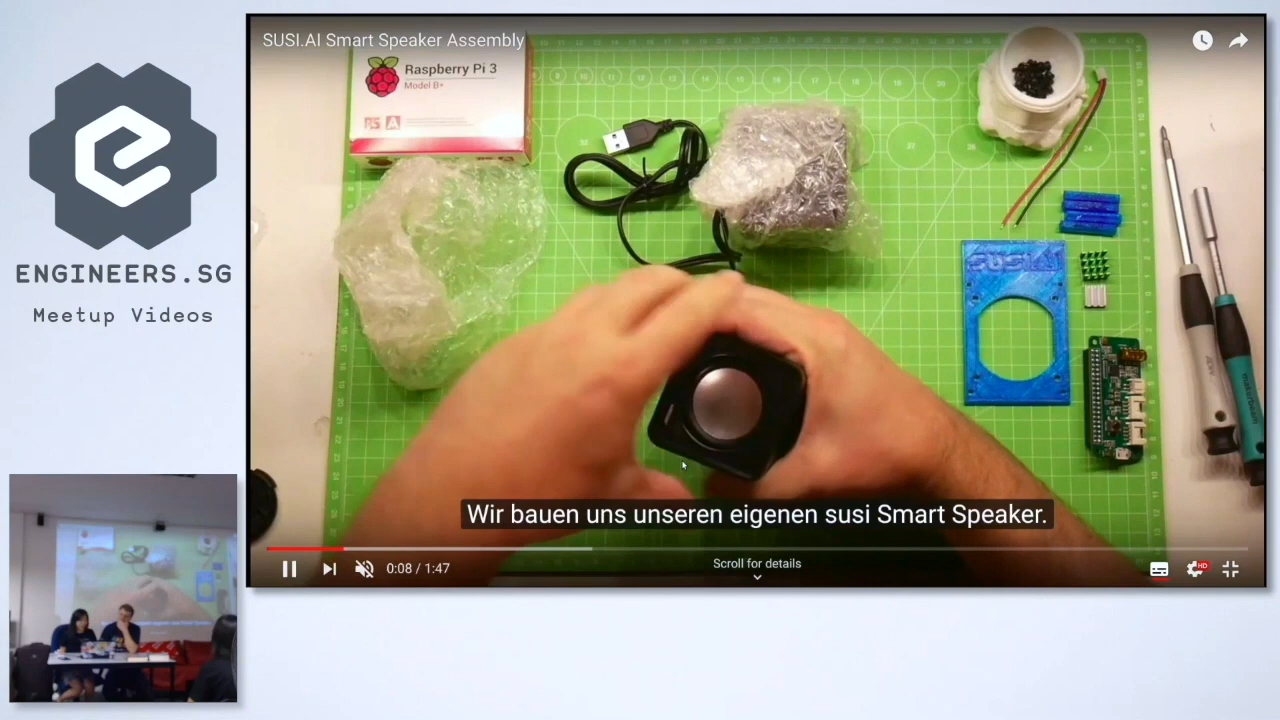 SUSI.AI Smart Speaker Assembly
Raspberry Pi 3
Model B+
SUSI.AI
ENGINEERS.SG
Meetup Videos
Wir bauen uns unseren eigenen susi Smart Speaker.
0:08 / 1:47
Scroll for details
HD